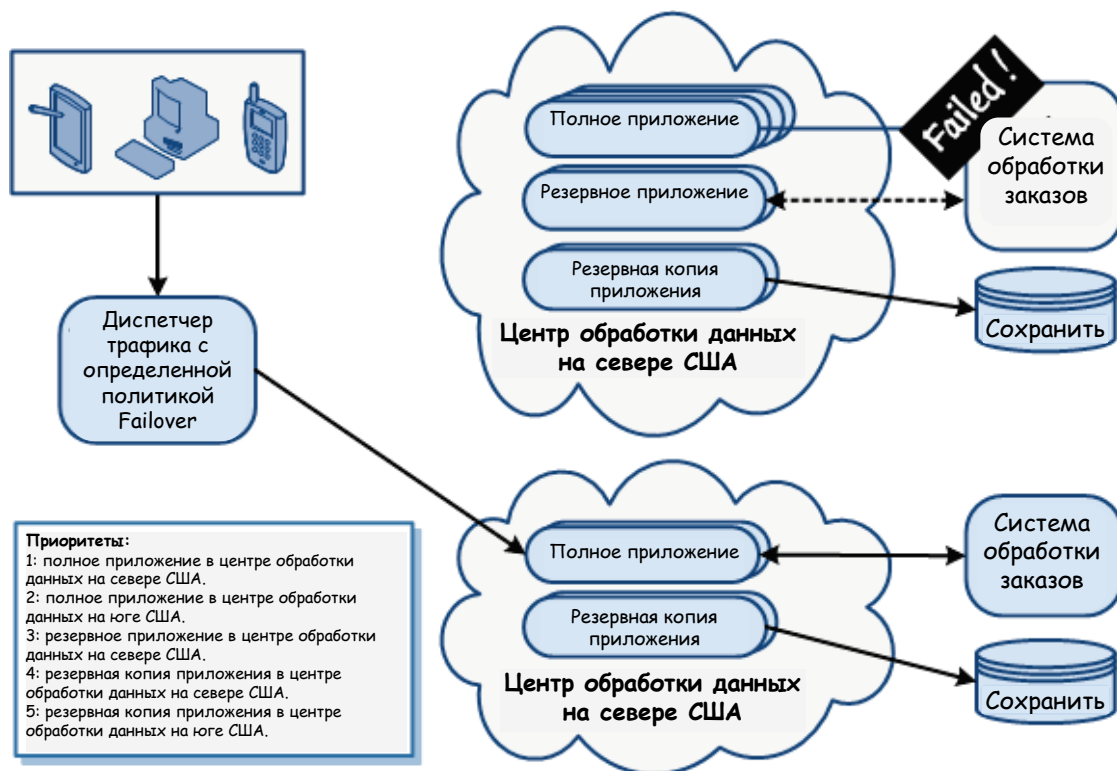 Полное приложение
Failed!
Система
обработки
заказов
Резервное приложение
Резервная копия
приложения
Сохранить
Центр обработки данных
на севере США
Диспетчер
трафика с
определенной
политикой
Failover
Полное приложение
Система
обработки
заказов
Резервная копия
приложения
Сохранить
Центр обработки данных
на севере США
Приоритеты:
1: полное приложение в центре обработки
данных на севере США.
2: полное приложение в центре обработки
данных на юге США.
3: резервное приложение в центре обработки
данных на севере США.
4: резервная копия приложения в центре
обработки данных на севере США.
5: резервная копия приложения в центре
обработки данных на юге США.